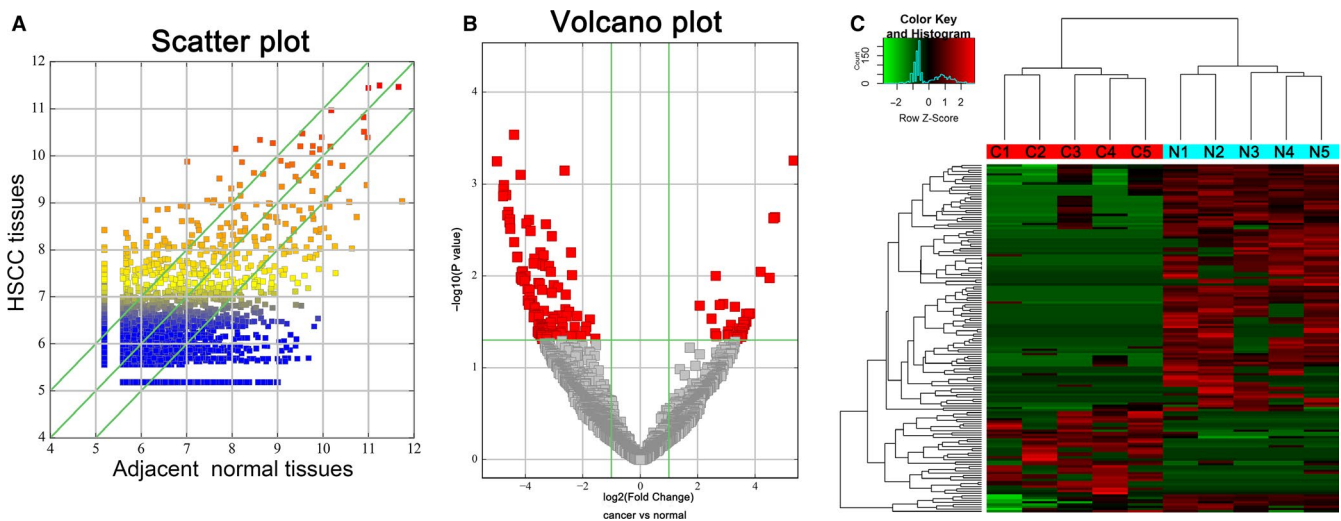 A
Scatter plot
HSCC tissues
12
11
10
9
8
7
6
5
4
4 5 6 7 8 9 10 11 12
Adjacent normal tissues
B
Volcano plot
−log10(P value)
4
3
2
1
0
−4 −2 0 2 4
log2(Fold Change)
cancer vs normal
C
Color Key
and Histogram
Count
150
50
0
−2 0 1 2
Row Z-Score
C1 C2 C3 C4 C5 N1 N2 N3 N4 N5